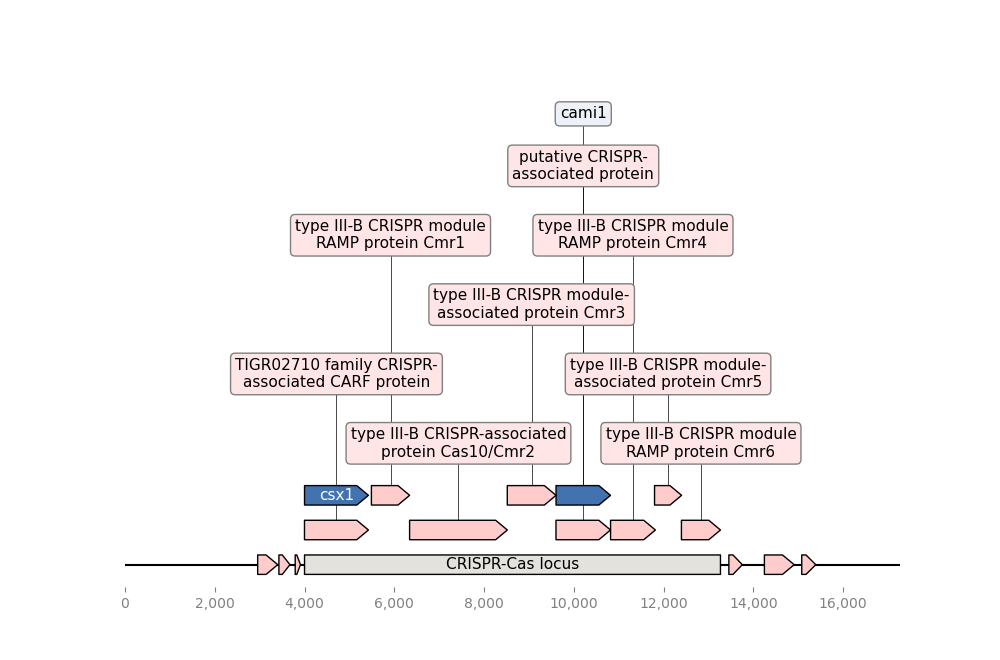 cami1
putative CRISPR-
associated protein
type III-B CRISPR module
RAMP protein Cmr1
type III-B CRISPR module
RAMP protein Cmr4
type III-B CRISPR module-
associated protein Cmr3
TIGR02710 family CRISPR-
associated CARF protein
type III-B CRISPR module-
associated protein Cmr5
type III-B CRISPR-associated
protein Cas10/Cmr2
type III-B CRISPR module
RAMP protein Cmr6
csx1
CRISPR-Cas locus
0 2,000 4,000 6,000 8,000 10,000 12,000 14,000 16,000